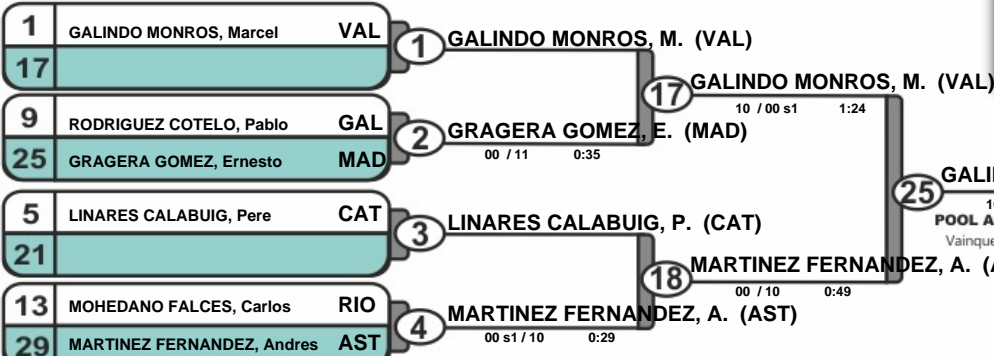 1 GALINDO MONROS, Marcel VAL
17
1 GALINDO MONROS, M. (VAL)
9 RODRIGUEZ COTELO, Pablo GAL
25 GRAGERA GOMEZ, Ernesto MAD
2 GRAGERA GOMEZ, E. (MAD)
00 / 11 0:35
17 GALINDO MONROS, M. (VAL)
10 / 00 s1 1:24
5 LINARES CALABUIG, Pere CAT
21
3 LINARES CALABUIG, P. (CAT)
13 MOHEDANO FALCES, Carlos RIO
29 MARTINEZ FERNANDEZ, Andres AST
4 MARTINEZ FERNANDEZ, A. (AST)
00 s1 / 10 0:29
18 MARTINEZ FERNANDEZ, A.
00 / 10 0:49
25
POOL A